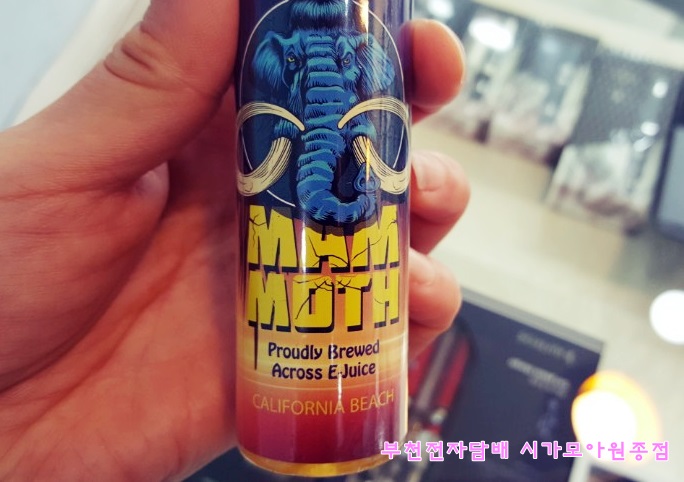 MAM
MOTH
Proudly Brewed
Across E-Juice
CALIFORNIA BEACH
부천전자담배 시가모아원종점